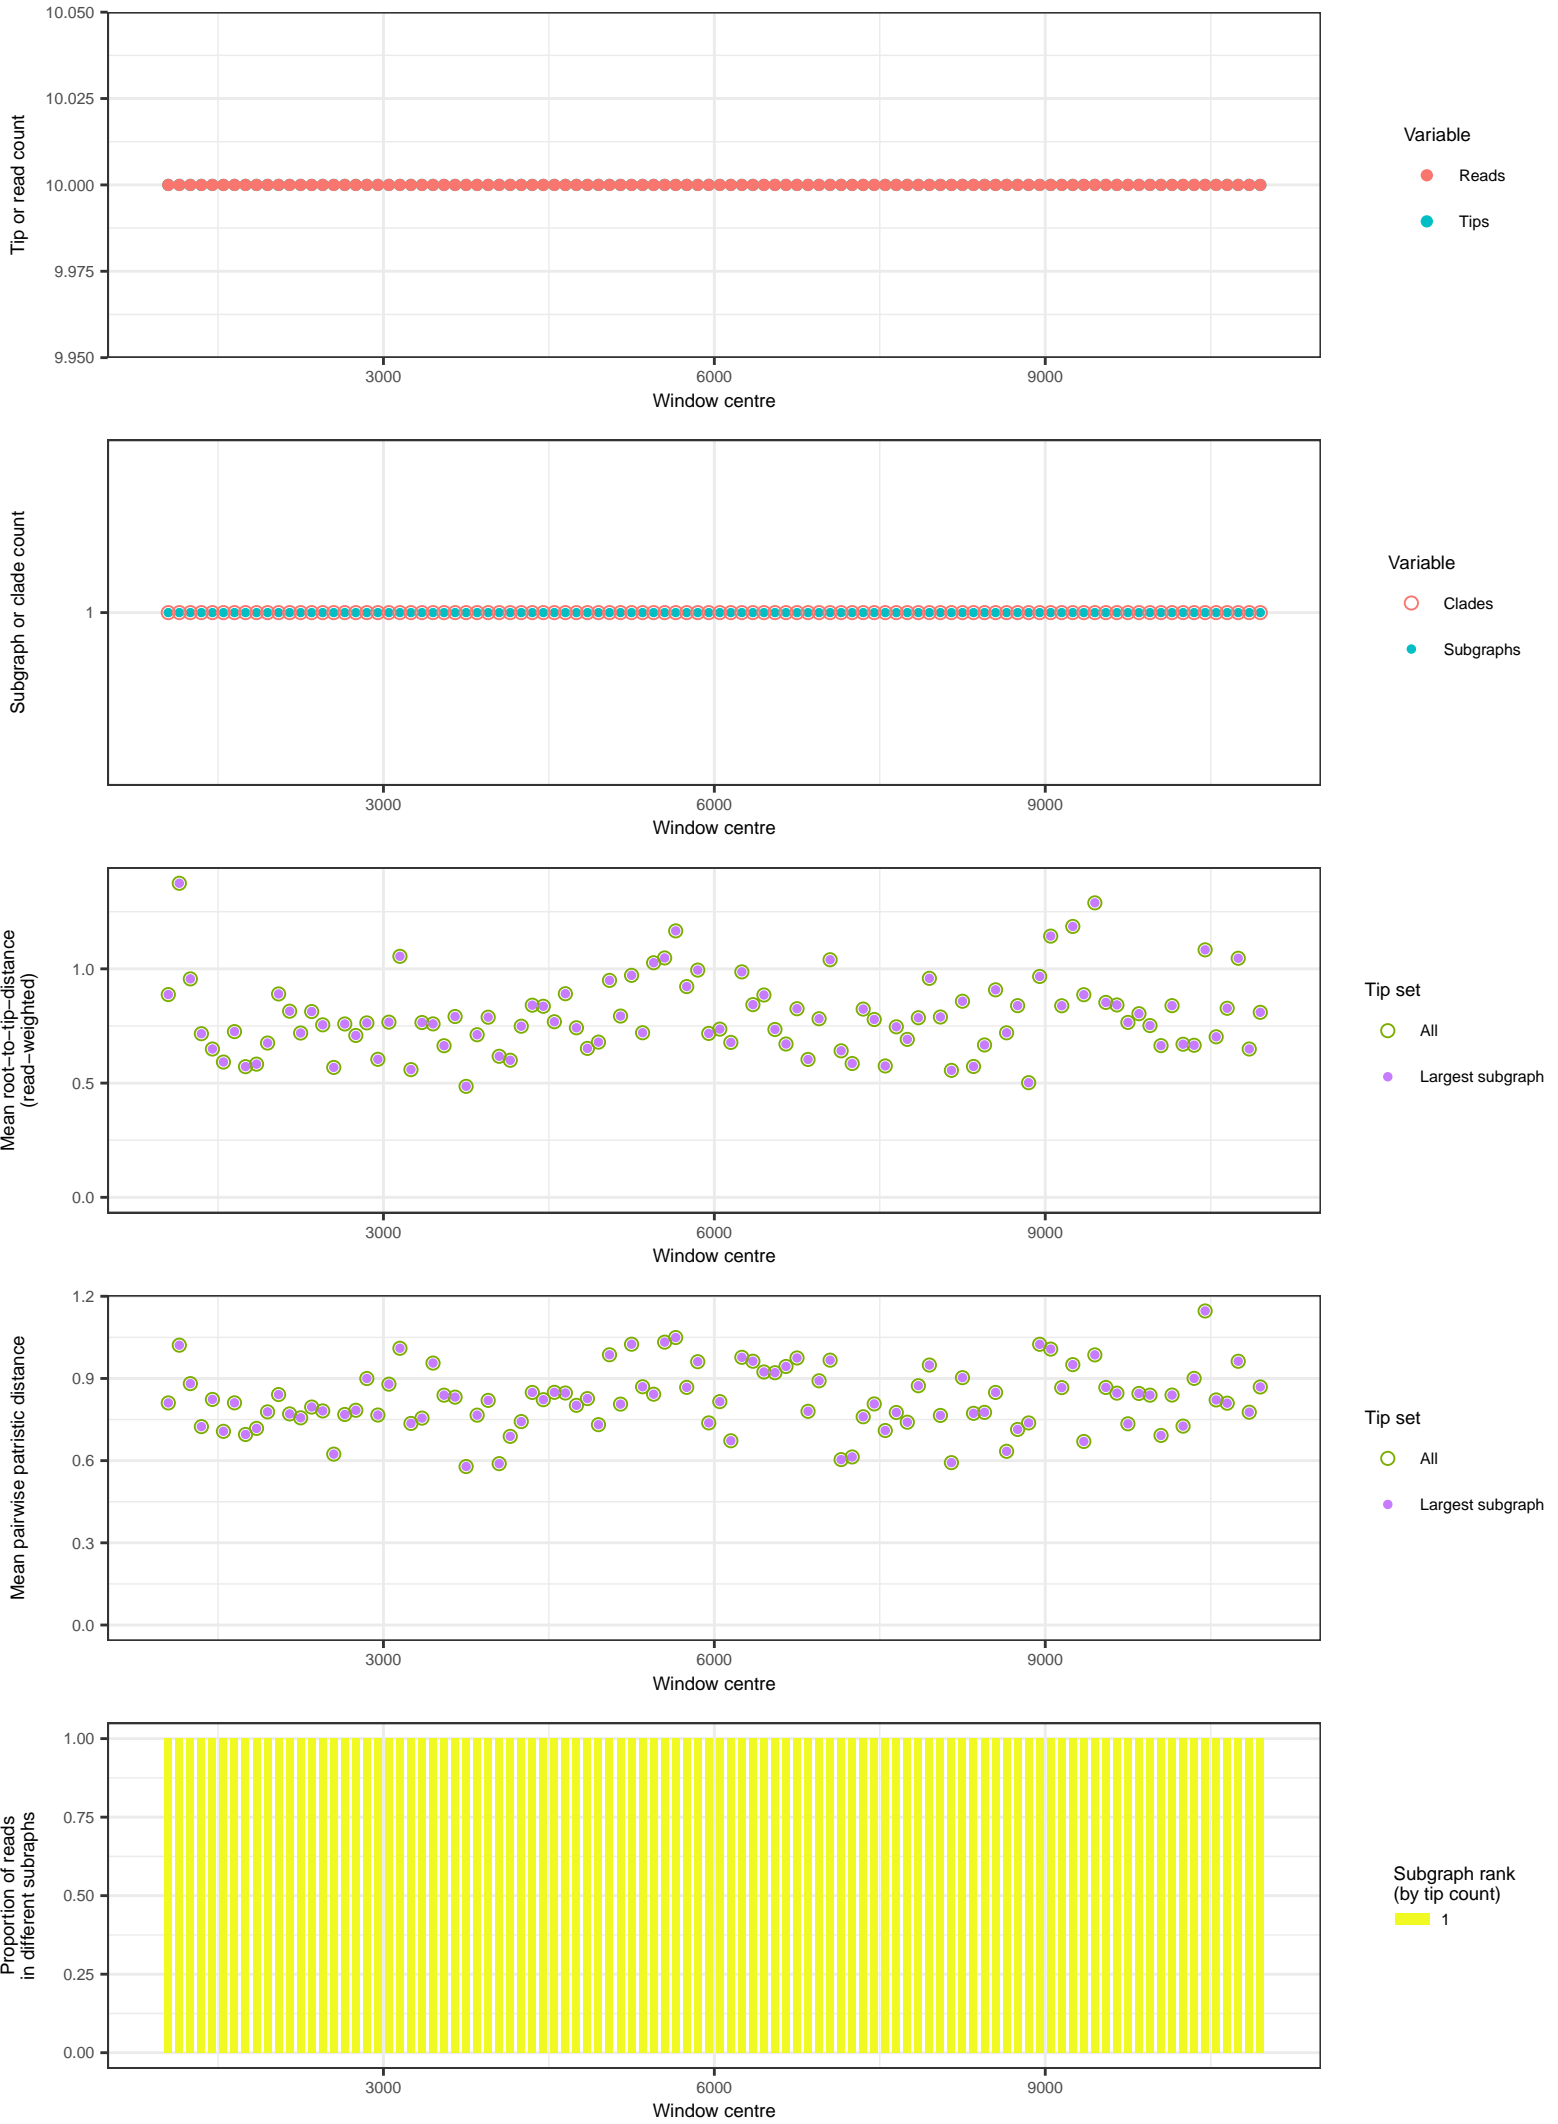 10.050
10.025
10.000
9.975
9.950
Tip or read count
3000 6000 9000
Window centre
Variable
Reads
Tips
Subgraph or clade count
1
3000 6000 9000
Window centre
Variable
Clades
Subgraphs
Mean root−to−tip−distance
(read−weighted)
1.0
0.5
0.0
3000 6000 9000
Window centre
Tip set
All
Largest subgraph
Mean pairwise patristic distance
1.2
0.9
0.6
0.3
0.0
3000 6000 9000
Window centre
Tip set
All
Largest subgraph
Proportion of reads
in different subraphs
1.00
0.75
0.50
0.25
0.00
3000 6000 9000
Window centre
Subgraph rank
(by tip count)
1